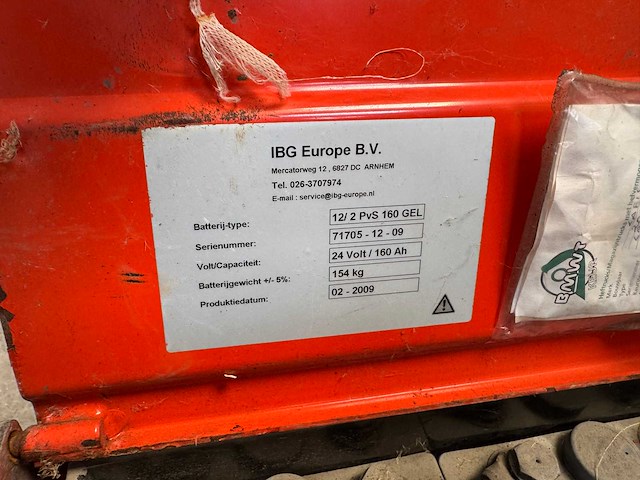 IBG Europe B.V.
Mercatorweg 12 , 6827 DC ARNHEM
Tel. 026-3707974
E-mail : service@ibg-europe.nl
Batterij-type: 12/ 2 PvS 160 GEL
Serienummer: 71705 - 12 - 09
Volt/Capaciteit: 24 Volt / 160 Ah
Batterijgewicht +/- 5%: 154 kg
Produktiedatum: 02 - 2009
BMWT